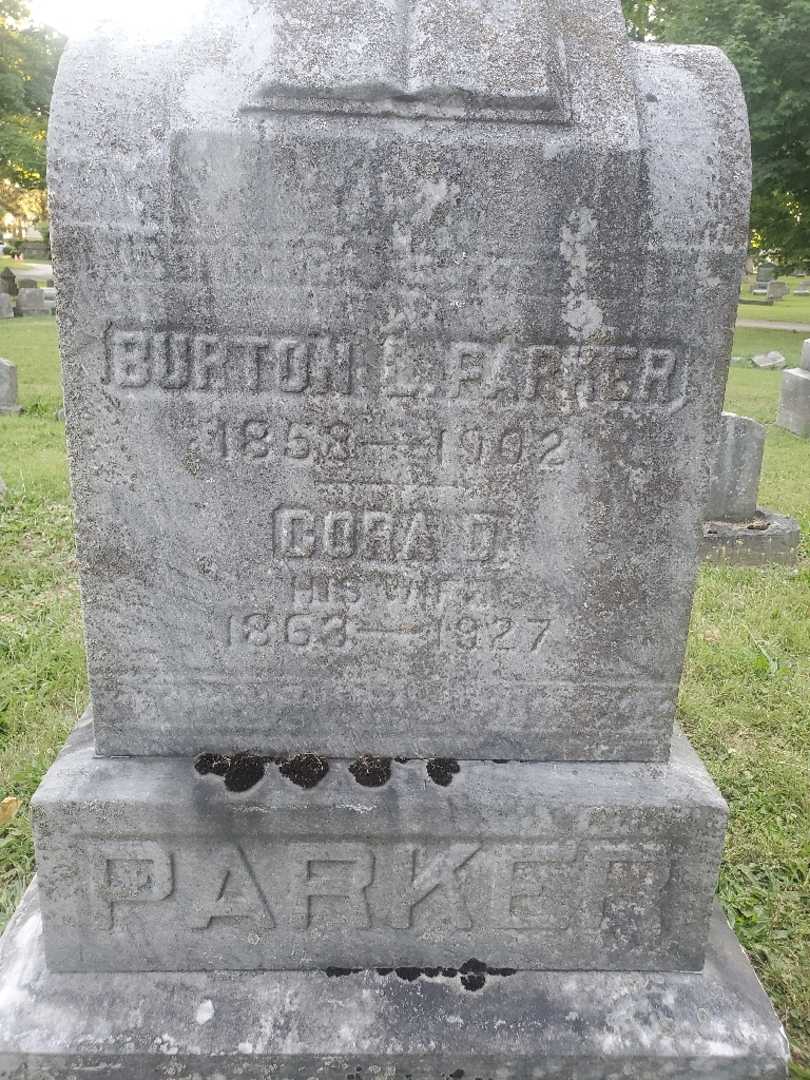 BURTON L. PARKER
1858—1902
CORA D.
HIS WIFE
1863—1927
PARKER